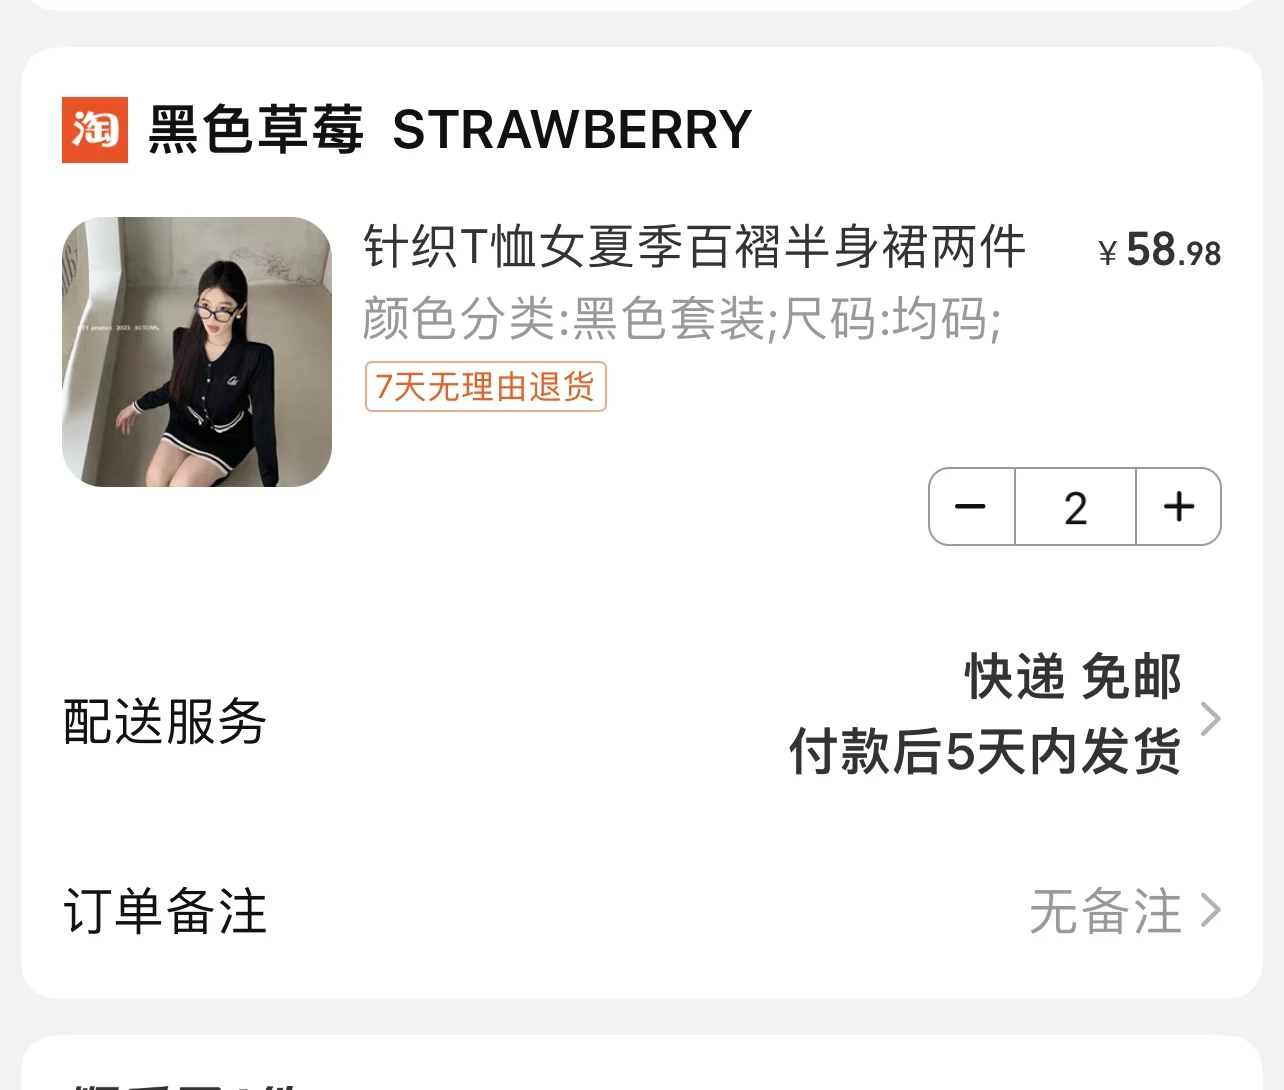 淘 黑色草莓 STRAWBERRY
针织T恤女夏季百褶半身裙两件
¥58.98
颜色分类:黑色套装;尺码:均码;
7天无理由退货
2
配送服务
快递 免邮
付款后5天内发货
订单备注
无备注